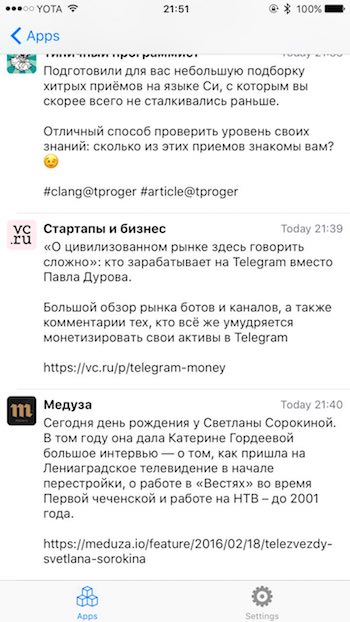 YOTA 21:51 100%
Apps
Типичный программист Today 21:39
Подготовили для вас небольшую подборку
хитрых приёмов на языке Си, с которым вы
скорее всего не сталкивались раньше.
Отличный способ проверить уровень своих
знаний: сколько из этих приемов знакомы вам?
#clang@tproger #article@tproger
vc
.ru
Стартапы и бизнес Today 21:39
«О цивилизованном рынке здесь говорить
сложно»: кто зарабатывает на Telegram вместо
Павла Дурова.
Большой обзор рынка ботов и каналов, а также
комментарии тех, кто всё же умудряется
монетизировать свои активы в Telegram
https://vc.ru/p/telegram-money
m
Медуза Today 21:40
Сегодня день рождения у Светланы Сорокиной.
В том году она дала Катерине Гордеевой
большое интервью — о том, как пришла на
Лениаградское телевидение в начале
перестройки, о работе в «Вестях» во время
Первой чеченской и работе на НТВ – до 2001
года.
https://meduza.io/feature/2016/02/18/telezvezdy-
svetlana-sorokina
Apps Settings